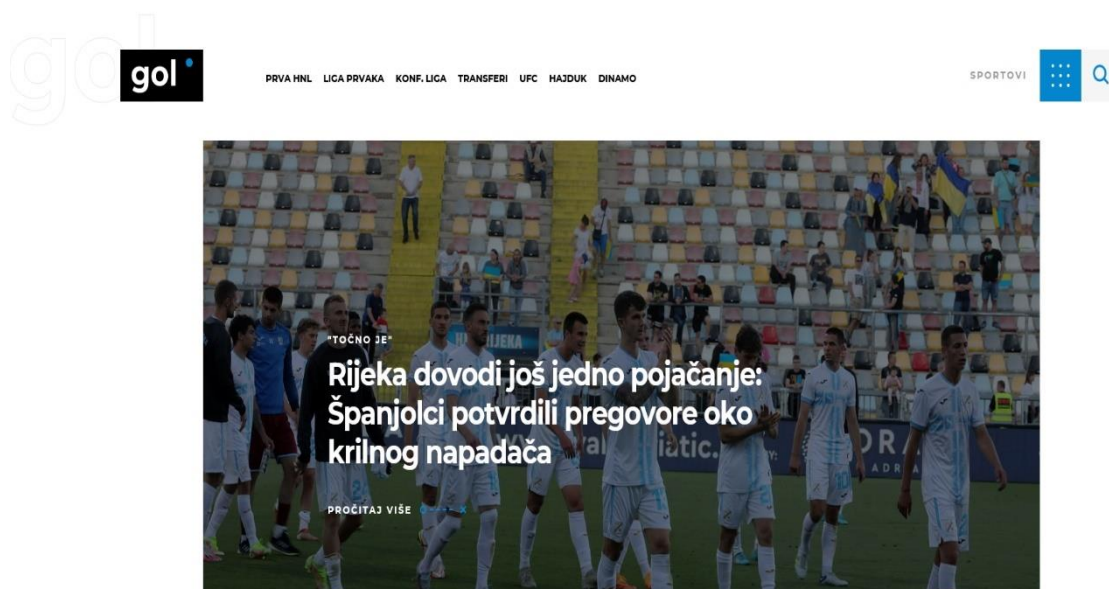 gol
gol
PRVA HNL LIGA PRVAKA KONF. LIGA TRANSFERI UFC HAJDUK DINAMO
SPORTOVI
"TOČNO JE"
Rijeka dovodi još jedno pojačanje:
Španjolci potvrdili pregovore oko
krilnog napadača
PROČITAJ VIŠE